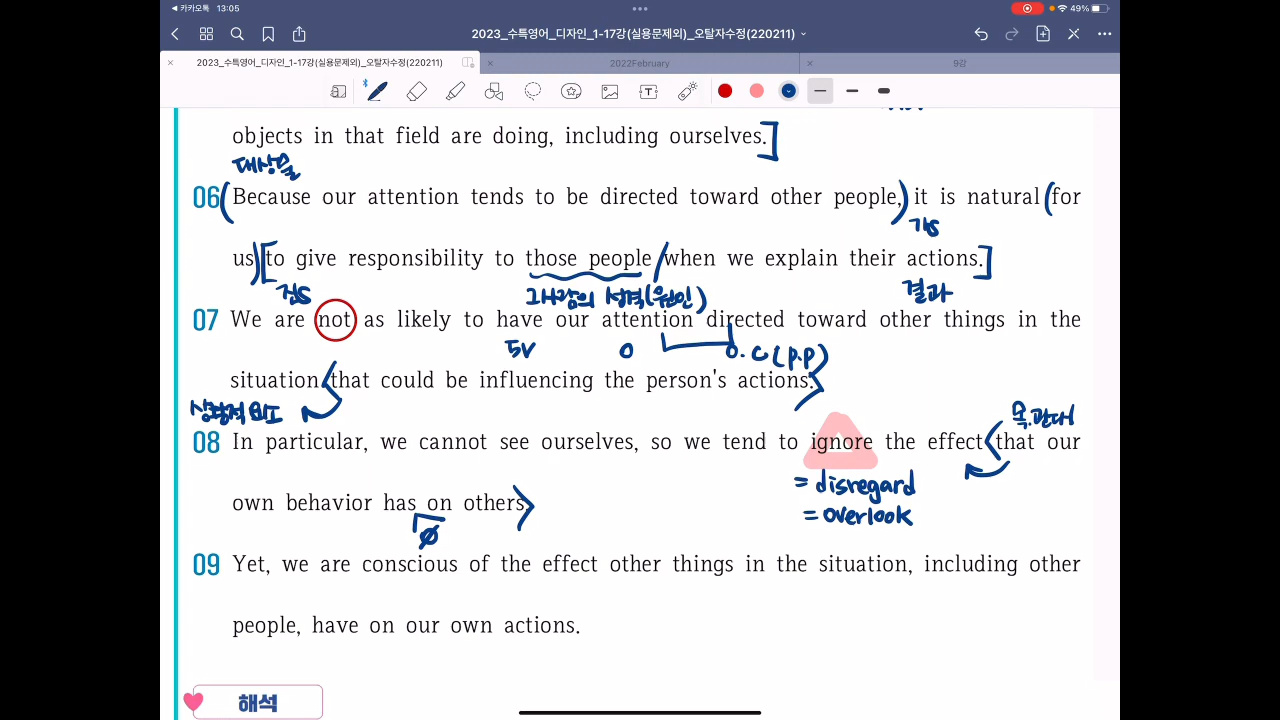 카카오톡 13:05
49%
2023_수특영어_디자인_1-17강(실용문제외)_오탈자수정(220211)
2023_수특영어_디자인_1-17강(실용문제외)_오탈자수정(220211) 2022February 9강
objects in that field are doing, including ourselves.]
대상을
06 (Because our attention tends to be directed toward other people,) it is natural (for
가S
us) [to give responsibility to those people / when we explain their actions.]
진S 그사람의 성격(원인) 결과
07 We are not as likely to have our attention directed toward other things in the
5V O O.C(p.p)
situation <that could be influencing the person's actions.>
상황적 요소 목.관대
08 In particular, we cannot see ourselves, so we tend to ignore the effect <that our
= disregard
own behavior has on others.>
= overlook
ø
09 Yet, we are conscious of the effect other things in the situation, including other
people, have on our own actions.
해석